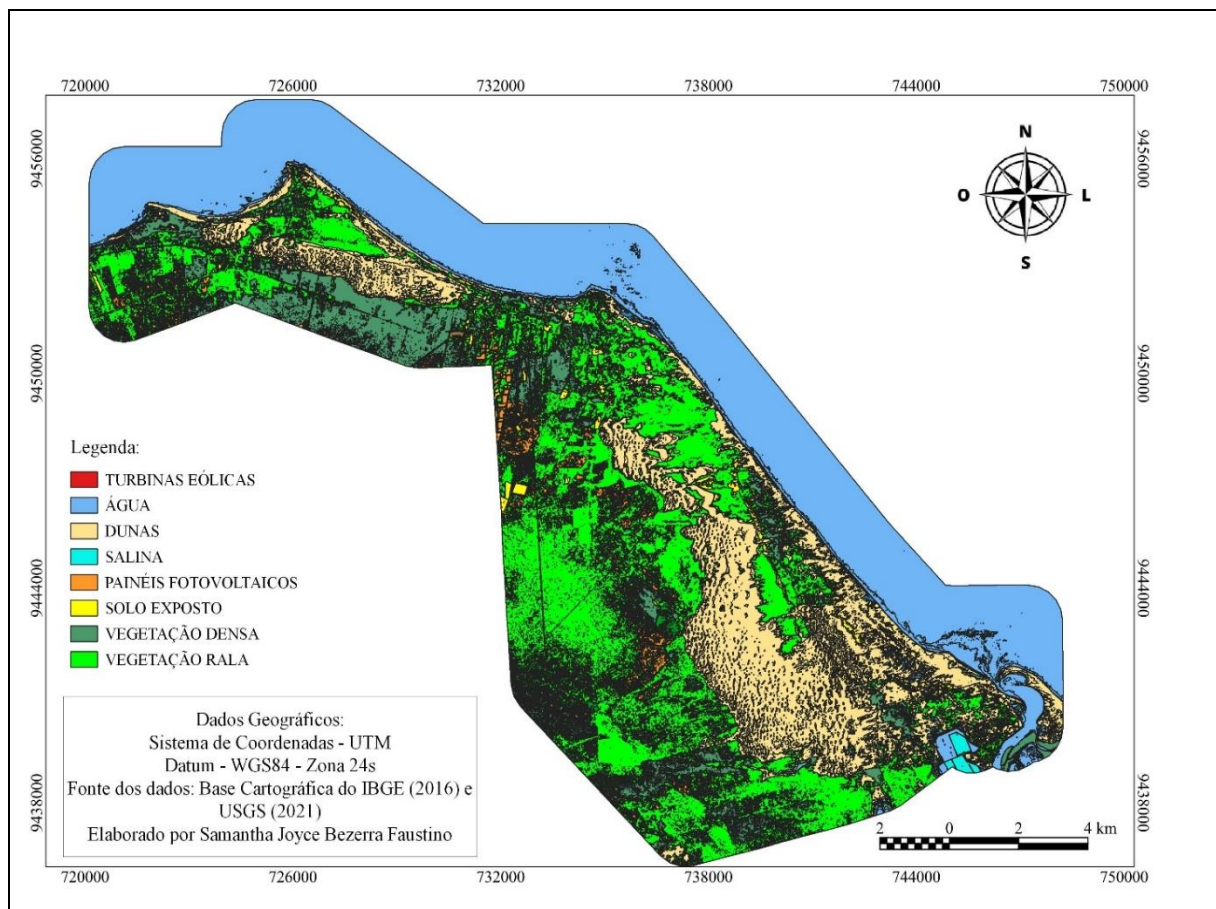 720000 726000 732000 738000 744000 750000
9456000 9456000
N
O L
S
9450000 9450000
Legenda:
TURBINAS EÓLICAS
ÁGUA
DUNAS
SALINA
PAINÉIS FOTOVOLTAICOS
SOLO EXPOSTO
VEGETAÇÃO DENSA
VEGETAÇÃO RALA
9444000 9444000
Dados Geográficos:
Sistema de Coordenadas - UTM
Datum - WGS84 - Zona 24s
Fonte dos dados: Base Cartográfica do IBGE (2016) e
USGS (2021)
Elaborado por Samantha Joyce Bezerra Faustino
9438000 9438000
2 0 2 4 km
720000 726000 732000 738000 744000 750000